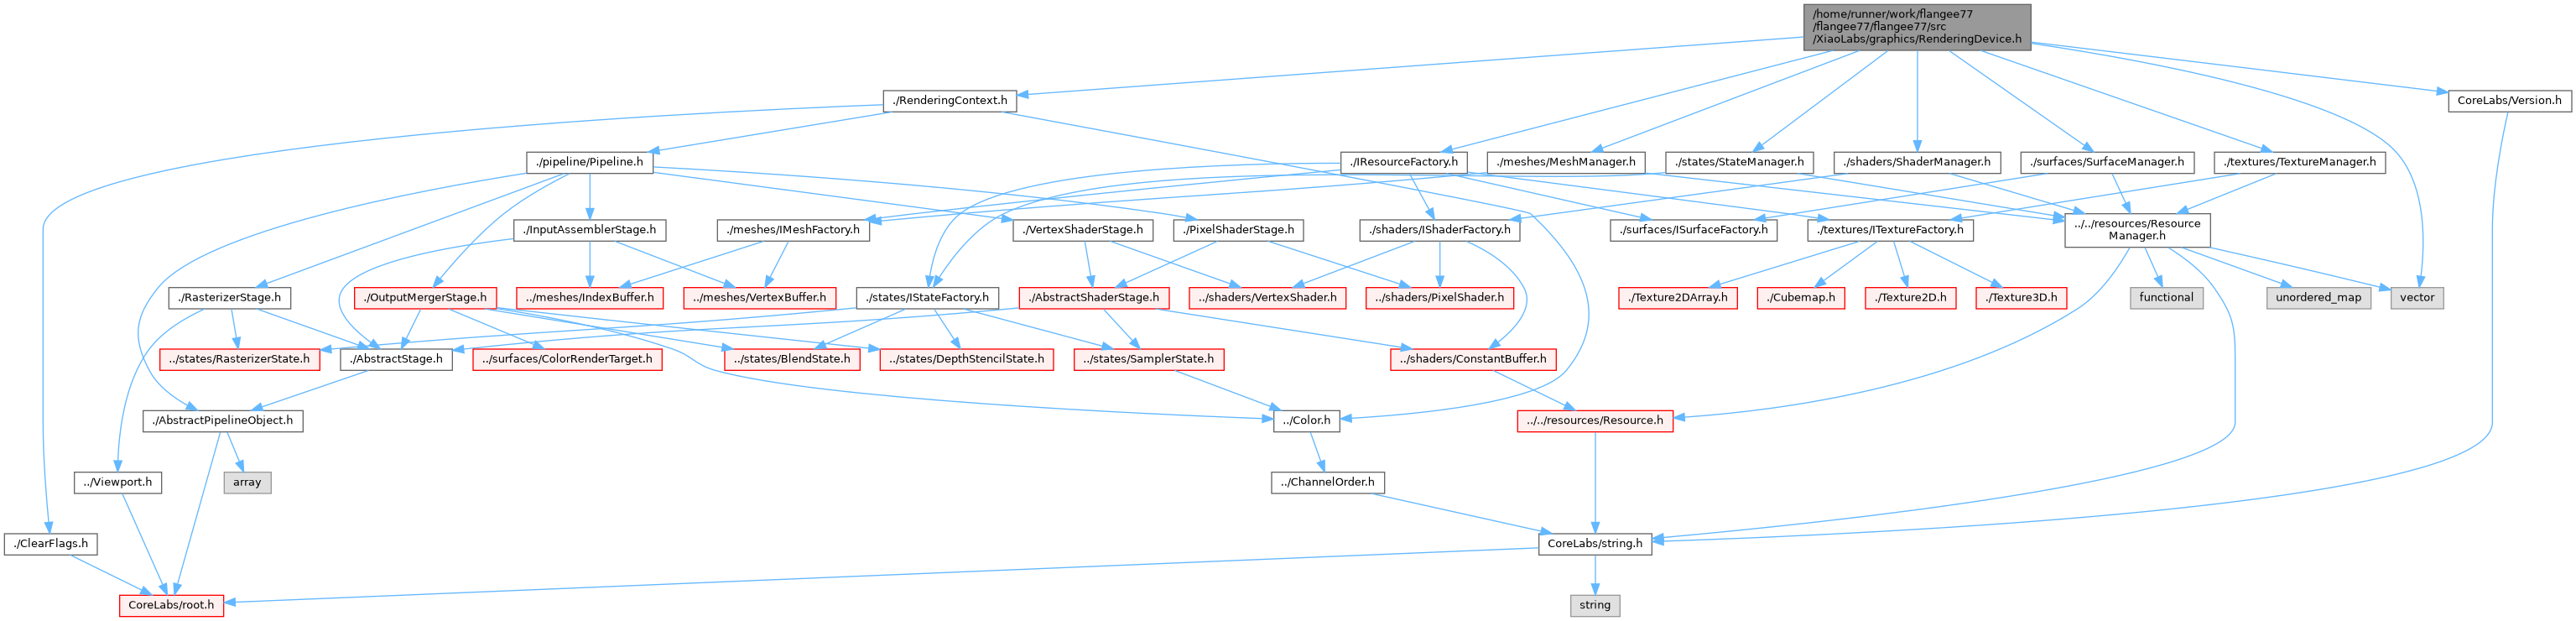 /home/runner/work/flangee77
/flangee77/flangee77/src
/XiaoLabs/graphics/RenderingDevice.h
./RenderingContext.h
CoreLabs/Version.h
./pipeline/Pipeline.h
./IResourceFactory.h
./meshes/MeshManager.h
./states/StateManager.h
./shaders/ShaderManager.h
./surfaces/SurfaceManager.h
./textures/TextureManager.h
./InputAssemblerStage.h
./meshes/IMeshFactory.h
./VertexShaderStage.h
./PixelShaderStage.h
./shaders/IShaderFactory.h
./surfaces/ISurfaceFactory.h
./textures/ITextureFactory.h
../../resources/Resource
Manager.h
./RasterizerStage.h
./OutputMergerStage.h
../meshes/IndexBuffer.h
../meshes/VertexBuffer.h
./states/IStateFactory.h
./AbstractShaderStage.h
../shaders/VertexShader.h
../shaders/PixelShader.h
./Texture2DArray.h
./Cubemap.h
./Texture2D.h
./Texture3D.h
functional
unordered_map
vector
../states/RasterizerState.h
./AbstractStage.h
../surfaces/ColorRenderTarget.h
../states/BlendState.h
../states/DepthStencilState.h
../states/SamplerState.h
../shaders/ConstantBuffer.h
./AbstractPipelineObject.h
../Color.h
../../resources/Resource.h
../Viewport.h
array
../ChannelOrder.h
./ClearFlags.h
CoreLabs/string.h
CoreLabs/root.h
string